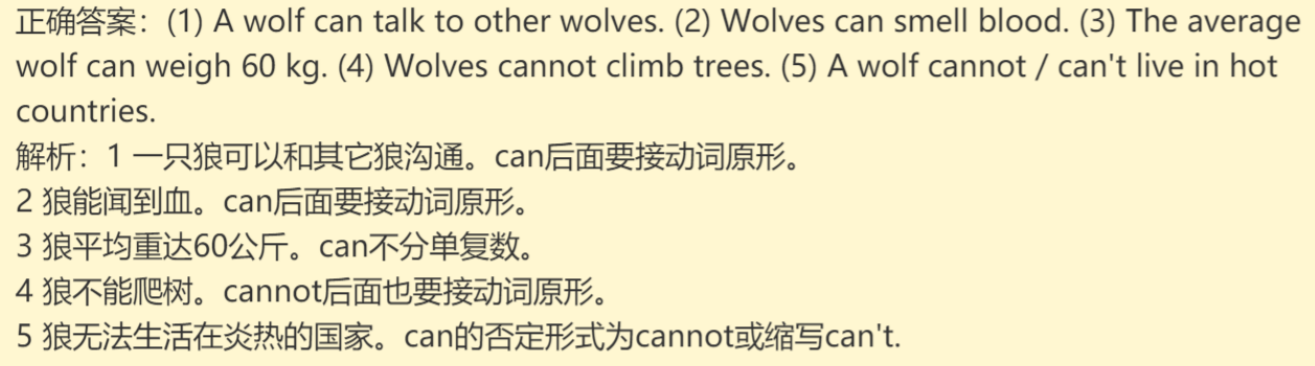 正确答案：(1) A wolf can talk to other wolves. (2) Wolves can smell blood. (3) The average
wolf can weigh 60 kg. (4) Wolves cannot climb trees. (5) A wolf cannot / can't live in hot
countries.
解析：1 一只狼可以和其它狼沟通。can后面要接动词原形。
2 狼能闻到血。can后面要接动词原形。
3 狼平均重达60公斤。can不分单复数。
4 狼不能爬树。cannot后面也要接动词原形。
5 狼无法生活在炎热的国家。can的否定形式为cannot或缩写can't.